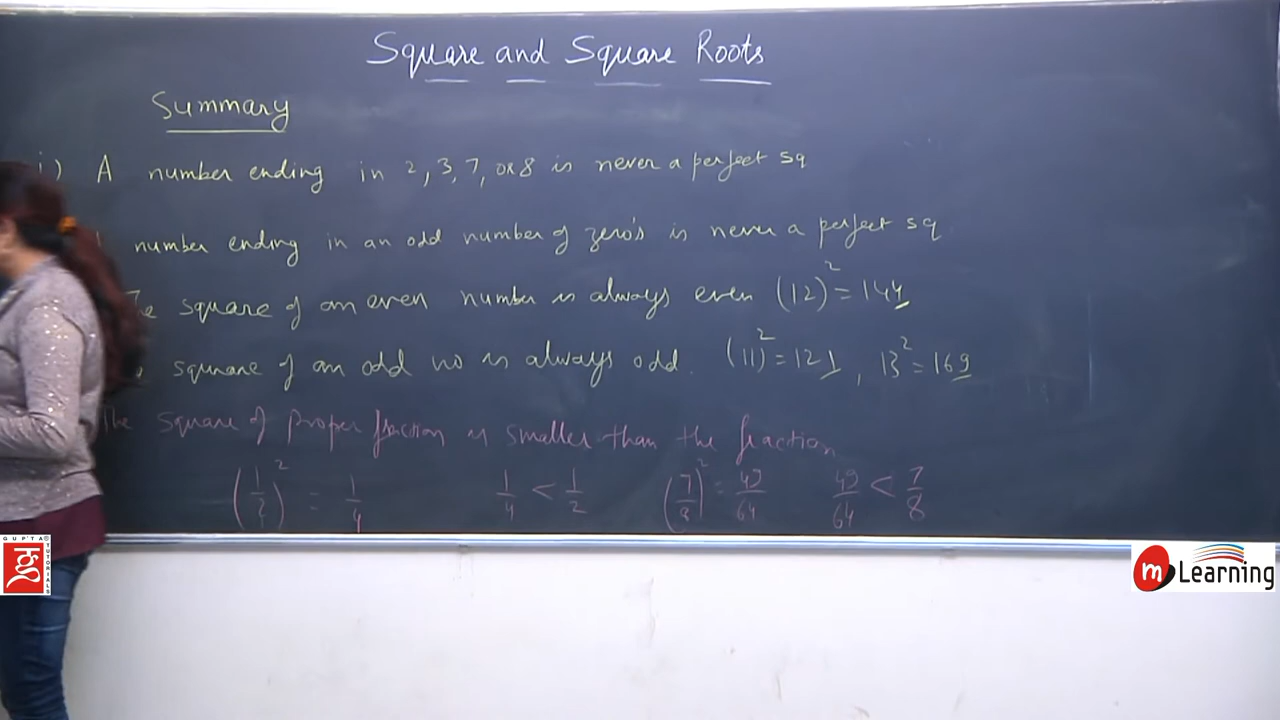 Square and Square Roots
Summary
i) A number ending in 2, 3, 7, or 8 is never a perfect sq
number ending in an odd number of zero's is never a perfect sq
square of an even number is always even (12)² = 144
square of an odd no is always odd. (11)² = 121, 13² = 169
The square of proper fraction is smaller than the fraction
(1/2)² = 1/4 1/4 < 1/2 (7/8)² = 49/64 49/64 < 7/8
GUPTA TUTORIALS
m Learning